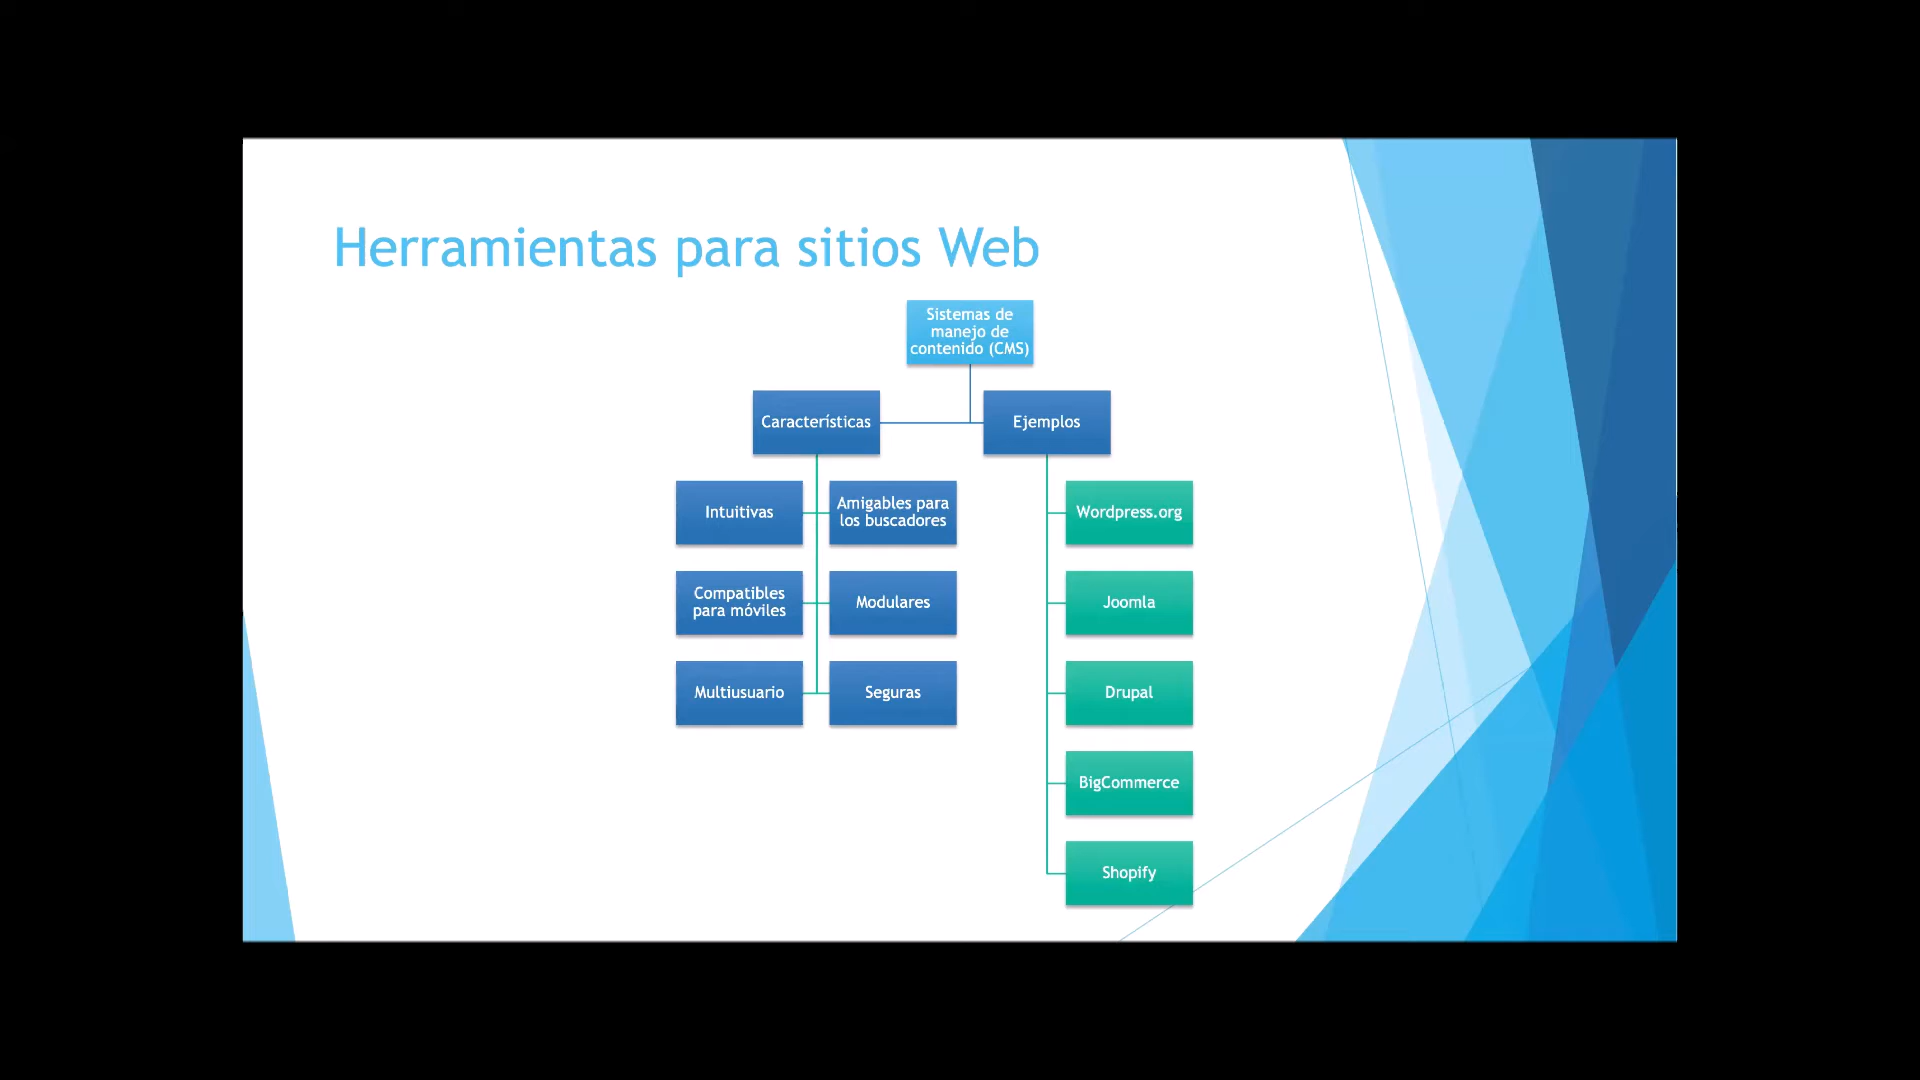 Herramientas para sitios Web
Sistemas de
manejo de
contenido (CMS)
Características
Ejemplos
Intuitivas
Amigables para
los buscadores
Compatibles
para móviles
Modulares
Multiusuario
Seguras
Wordpress.org
Joomla
Drupal
BigCommerce
Shopify